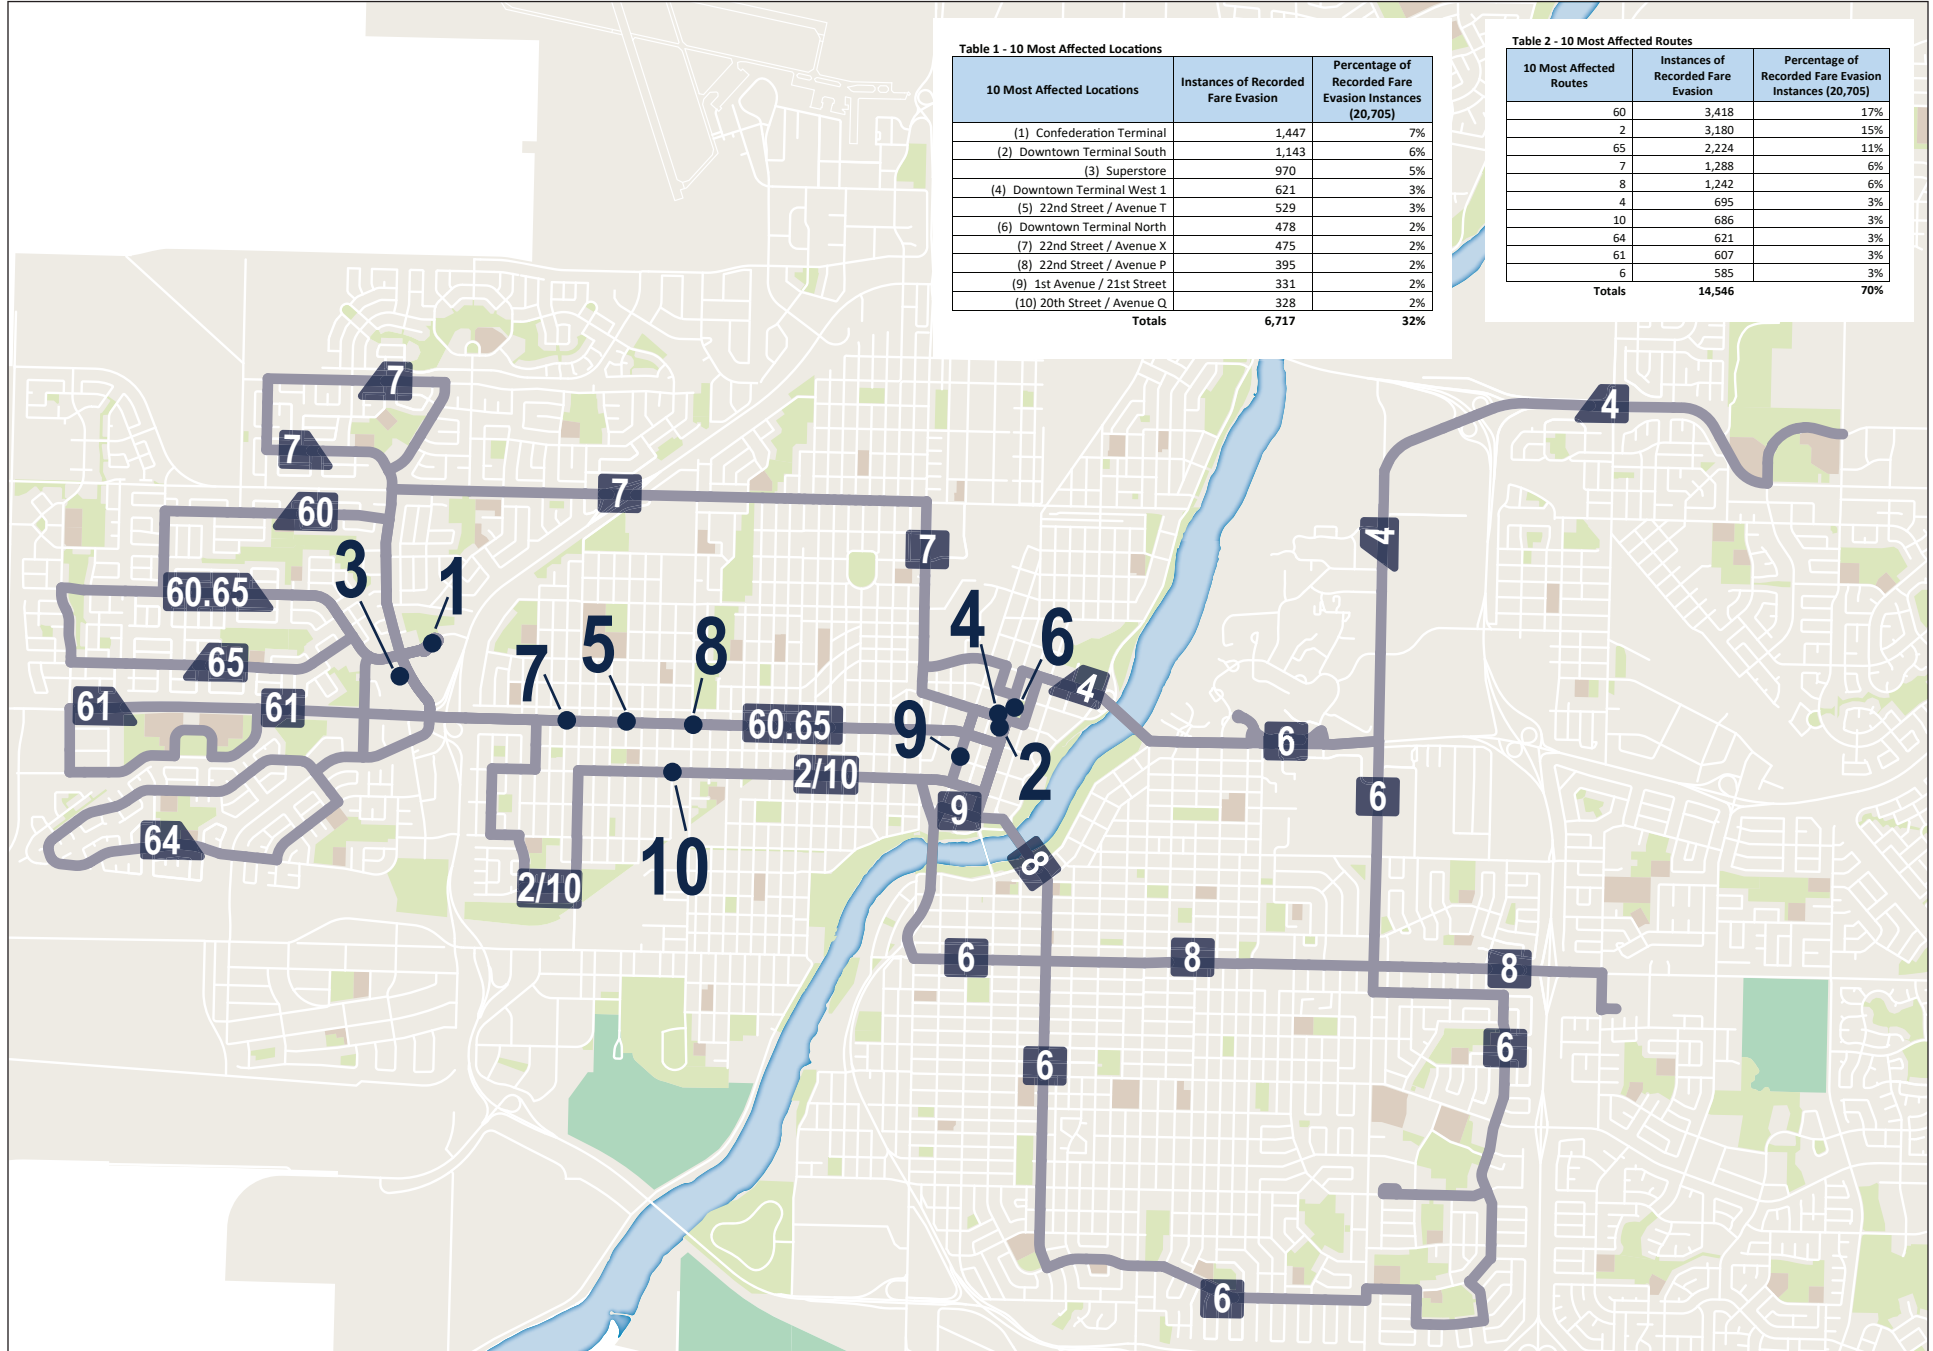 Table 1 - 10 Most Affected Locations
10 Most Affected Locations
Instances of Recorded
Fare Evasion
Percentage of
Recorded Fare
Evasion Instances
(20,705)
(1) Confederation Terminal 1,447 7%
(2) Downtown Terminal South 1,143 6%
(3) Superstore 970 5%
(4) Downtown Terminal West 1 621 3%
(5) 22nd Street / Avenue T 529 3%
(6) Downtown Terminal North 478 2%
(7) 22nd Street / Avenue X 475 2%
(8) 22nd Street / Avenue P 395 2%
(9) 1st Avenue / 21st Street 331 2%
(10) 20th Street / Avenue Q 328 2%
Totals 6,717 32%
Table 2 - 10 Most Affected Routes
10 Most Affected
Routes
Instances of
Recorded Fare
Evasion
Percentage of
Recorded Fare Evasion
Instances (20,705)
60 3,418 17%
2 3,180 15%
65 2,224 11%
7 1,288 6%
8 1,242 6%
4 695 3%
10 686 3%
64 621 3%
61 607 3%
6 585 3%
Totals 14,546 70%
7
4
7
7
60
7
4
3
1
60.65
4
6
5
8
7
65
4
61
61
60.65
9
6
2
2/10
6
9
64
10
8
2/10
6
8
8
6
6
6